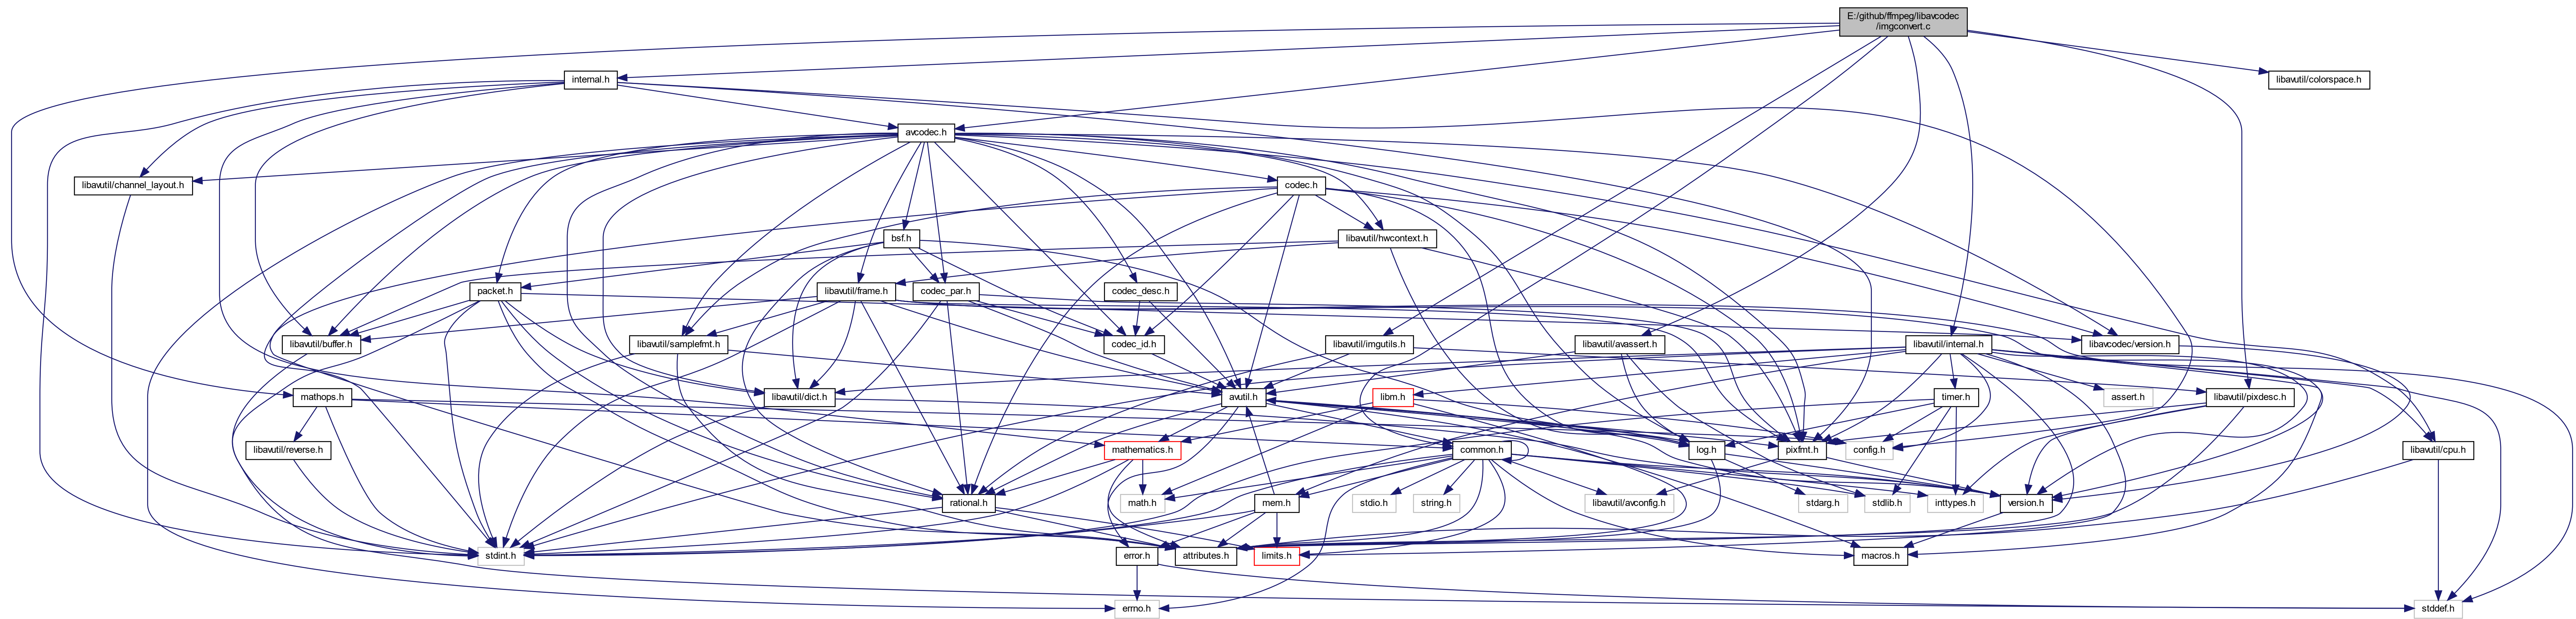 E:/github/ffmpeg/libavcodec
/imgconvert.c
internal.h
libavutil/colorspace.h
avcodec.h
libavutil/channel_layout.h
codec.h
bsf.h
libavutil/hwcontext.h
packet.h
libavutil/frame.h
codec_par.h
codec_desc.h
libavutil/buffer.h
libavutil/samplefmt.h
codec_id.h
libavutil/imgutils.h
libavutil/avassert.h
libavutil/internal.h
libavcodec/version.h
mathops.h
libavutil/dict.h
avutil.h
librn.h
timer.h
assert.h
libavutil/pixdesc.h
libavutil/reverse.h
mathematics.h
common.h
log.h
pixfmt.h
config.h
libavutil/cpu.h
rational.h
math.h
mem.h
stdio.h
string.h
libavutil/avconfig.h
stdarg.h
stdlib.h
inttypes.h
version.h
stdint.h
error.h
attributes.h
limits.h
macros.h
errno.h
stddef.h